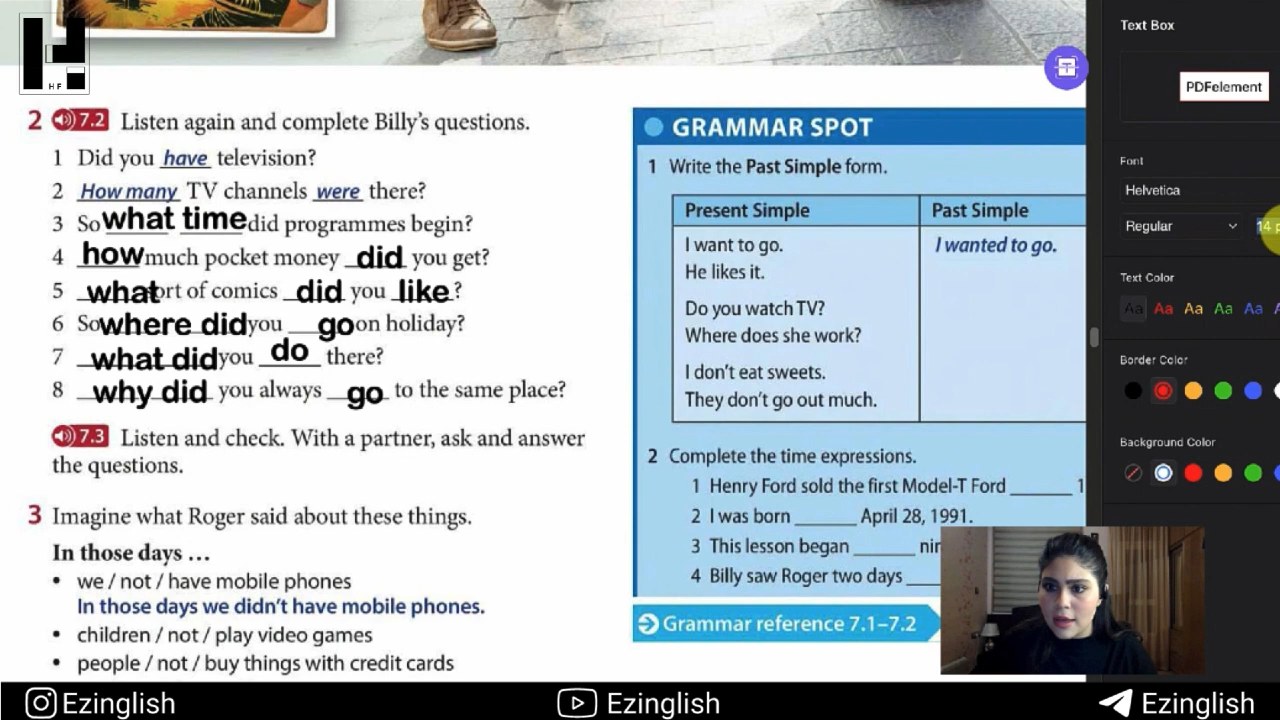 HF
2 7.2 Listen again and complete Billy's questions.
1 Did you have television?
2 How many TV channels were there?
3 So what time did programmes begin?
4 how much pocket money did you get?
5 what ort of comics did you like?
6 So where did you go on holiday?
7 what did you do there?
8 why did you always go to the same place?
7.3 Listen and check. With a partner, ask and answer
the questions.
3 Imagine what Roger said about these things.
In those days …
• we / not / have mobile phones
In those days we didn't have mobile phones.
• children / not / play video games
• people / not / buy things with credit cards
GRAMMAR SPOT
1 Write the Past Simple form.
Present Simple Past Simple
I want to go. I wanted to go.
He likes it.
Do you watch TV?
Where does she work?
I don't eat sweets.
They don't go out much.
2 Complete the time expressions.
1 Henry Ford sold the first Model-T Ford ______ 1
2 I was born ______ April 28, 1991.
3 This lesson began ______
4 Billy saw Roger two days
Grammar reference 7.1–7.2
Text Box
PDFelement
Font
Helvetica
Regular 14
Text Color
Aa Aa Aa Aa Aa
Border Color
Background Color
Ezinglish Ezinglish Ezinglish